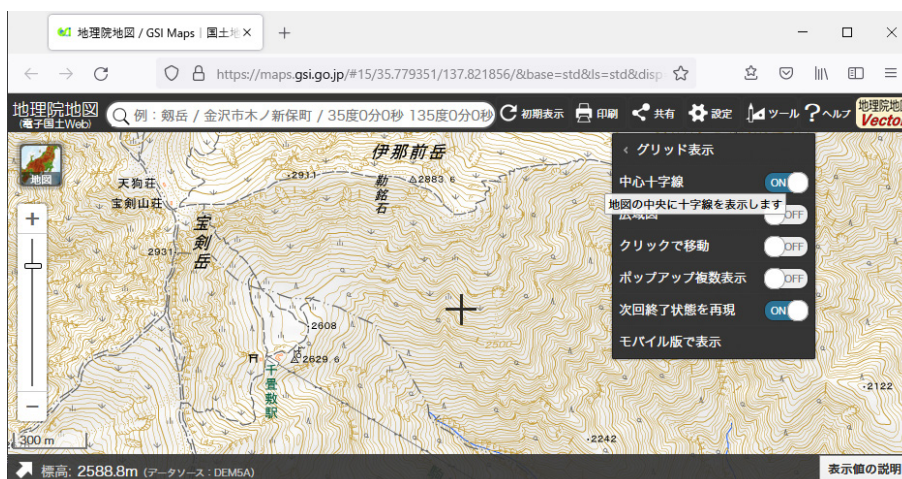 地理院地図 / GSI Maps | 国土地
https://maps.gsi.go.jp/#15/35.779351/137.821856/&base=std&ls=std&disp
地理院地図
(電子国土Web)
例：剱岳 / 金沢市木ノ新保町 / 35度0分0秒 135度0分0秒
初期表示
印刷
共有
設定
ツール
ヘルプ
地理院地図
Vector
地図
グリッド表示
中心十字線
ON
地図の中央に十字線を表示します
広域図
OFF
クリックで移動
OFF
ポップアップ複数表示
OFF
次回終了状態を再現
ON
モバイル版で表示
伊那前岳
2911
勒銘石
2883.6
天狗荘
宝剣山荘
宝剣岳
2931
2608
2629.6
千畳敷駅
2500
2122
2242
300 m
標高: 2588.8m (データソース：DEM5A)
表示値の説明